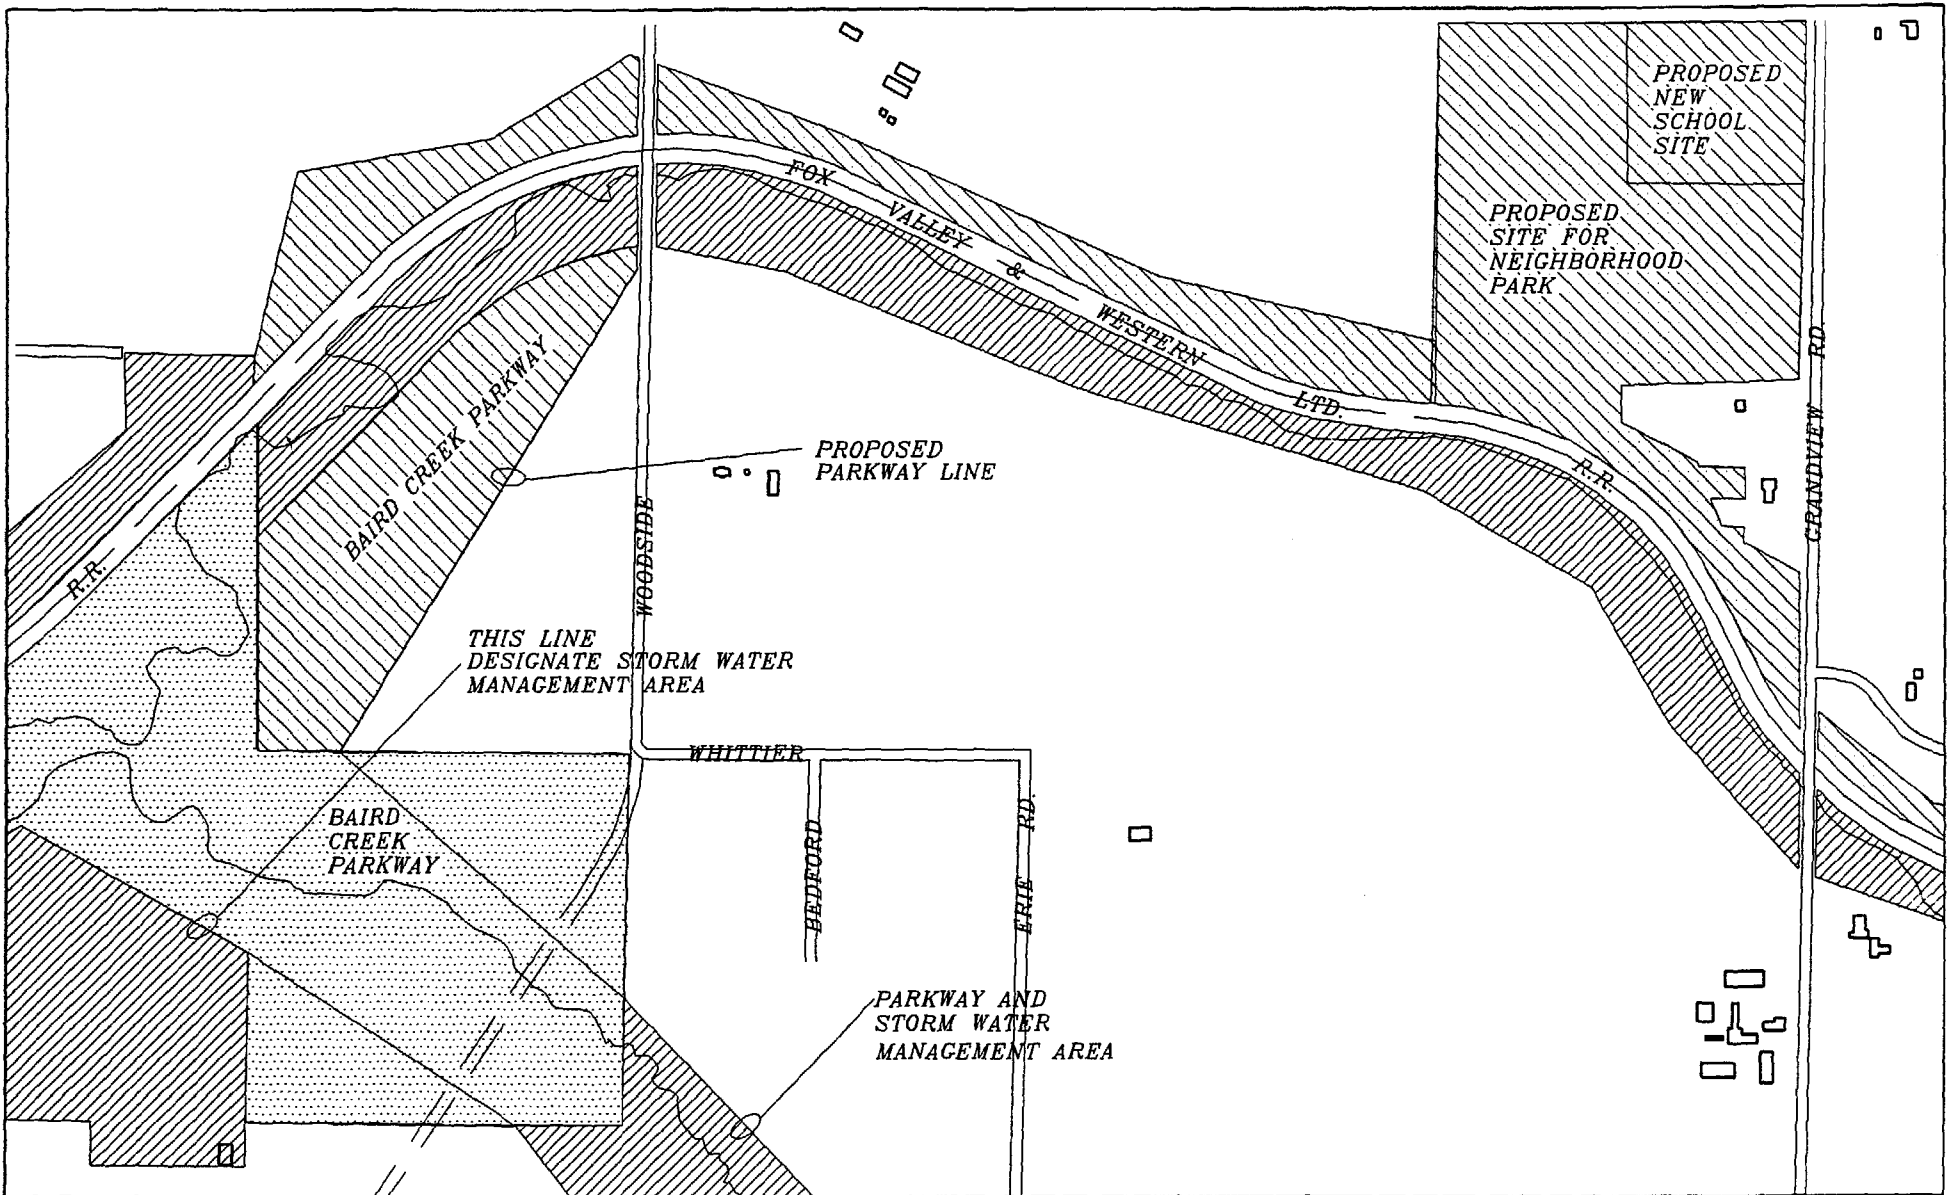 PROPOSED
NEW
SCHOOL
SITE
FOX VALLEY & WESTERN LTD. R.R.
PROPOSED
SITE FOR
NEIGHBORHOOD
PARK
GRANDVIEW RD
BAIRD CREEK PARKWAY
PROPOSED
PARKWAY LINE
WOODSIDE
R.R.
THIS LINE
DESIGNATE STORM WATER
MANAGEMENT AREA
WHITTIER
BAIRD
CREEK
PARKWAY
BEDFORD
ERIE RD.
PARKWAY AND
STORM WATER
MANAGEMENT AREA